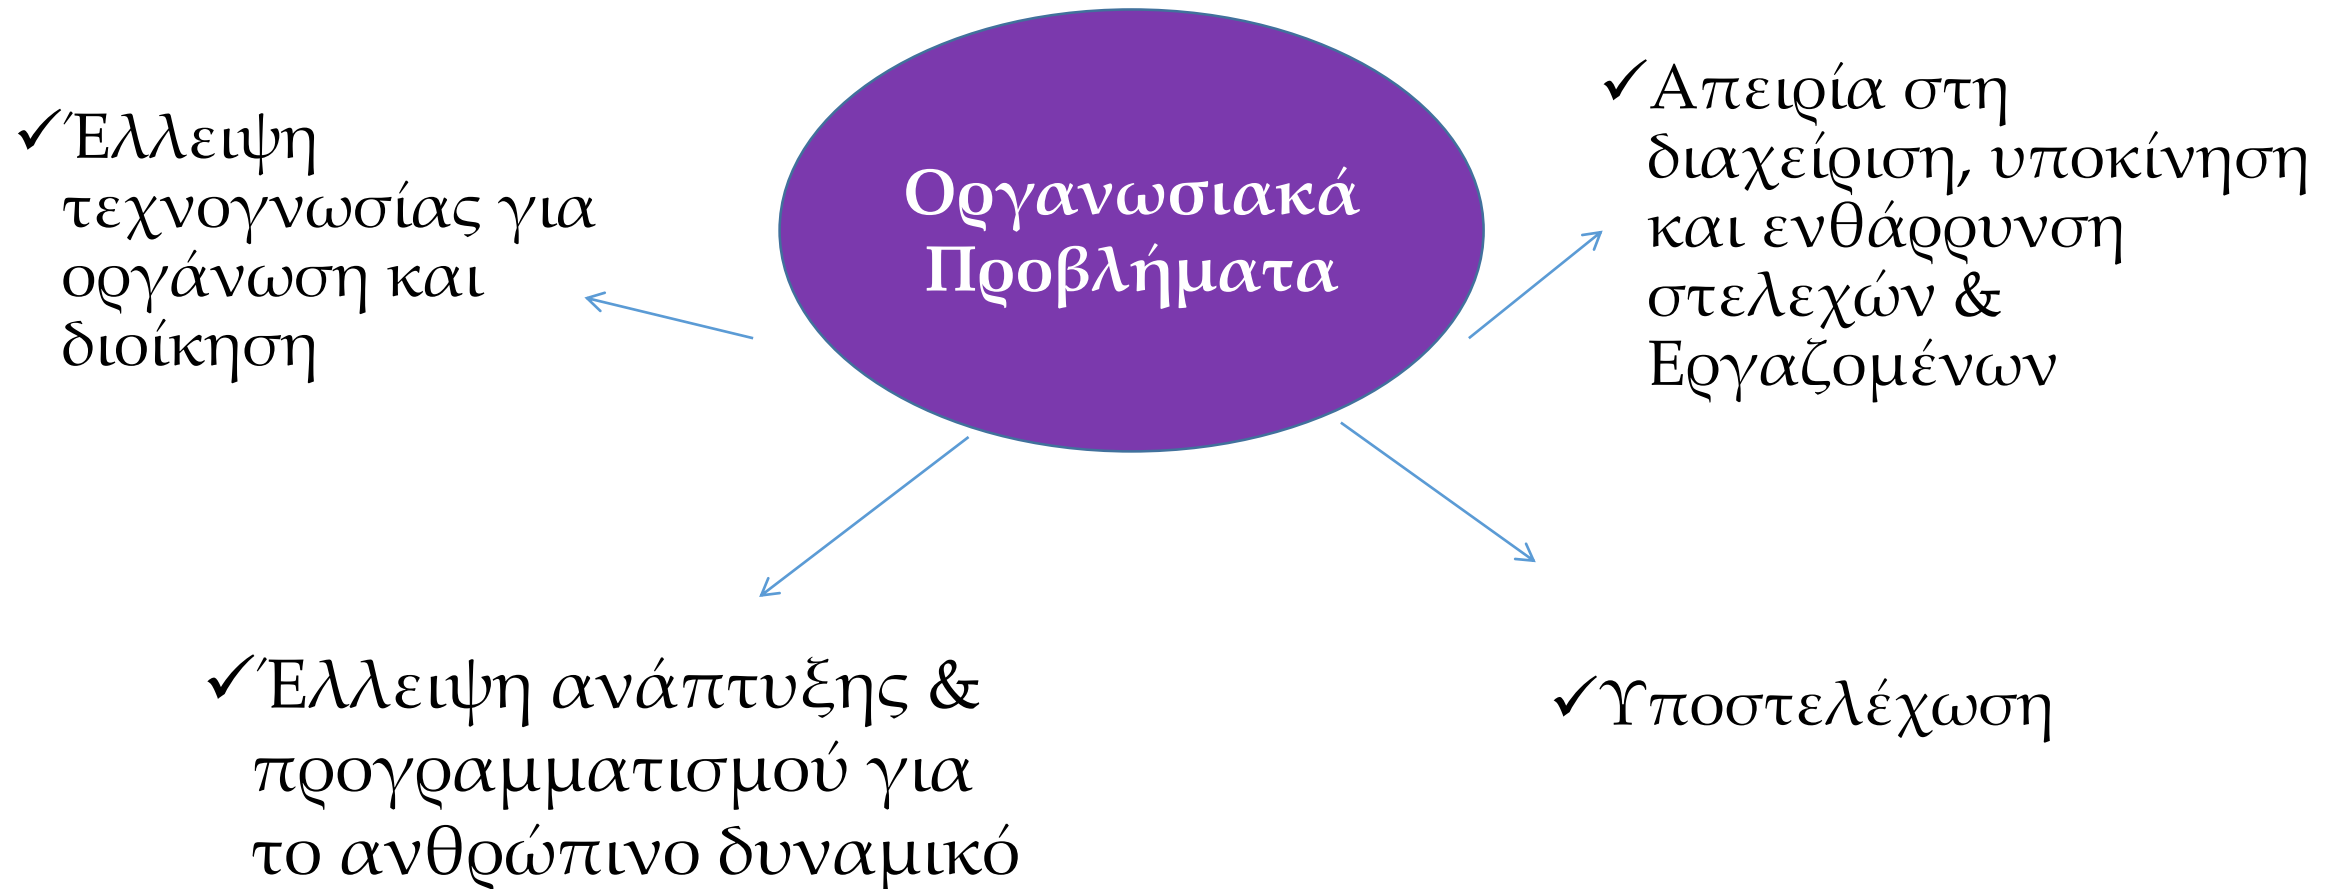 Οργανωσιακά
Προβλήματα
✓Έλλειψη
τεχνογνωσίας για
οργάνωση και
διοίκηση
✓Απειρία στη
διαχείριση, υποκίνηση
και ενθάρρυνση
στελεχών &
Εργαζομένων
✓Έλλειψη ανάπτυξης &
προγραμματισμού για
το ανθρώπινο δυναμικό
✓Υποστελέχωση